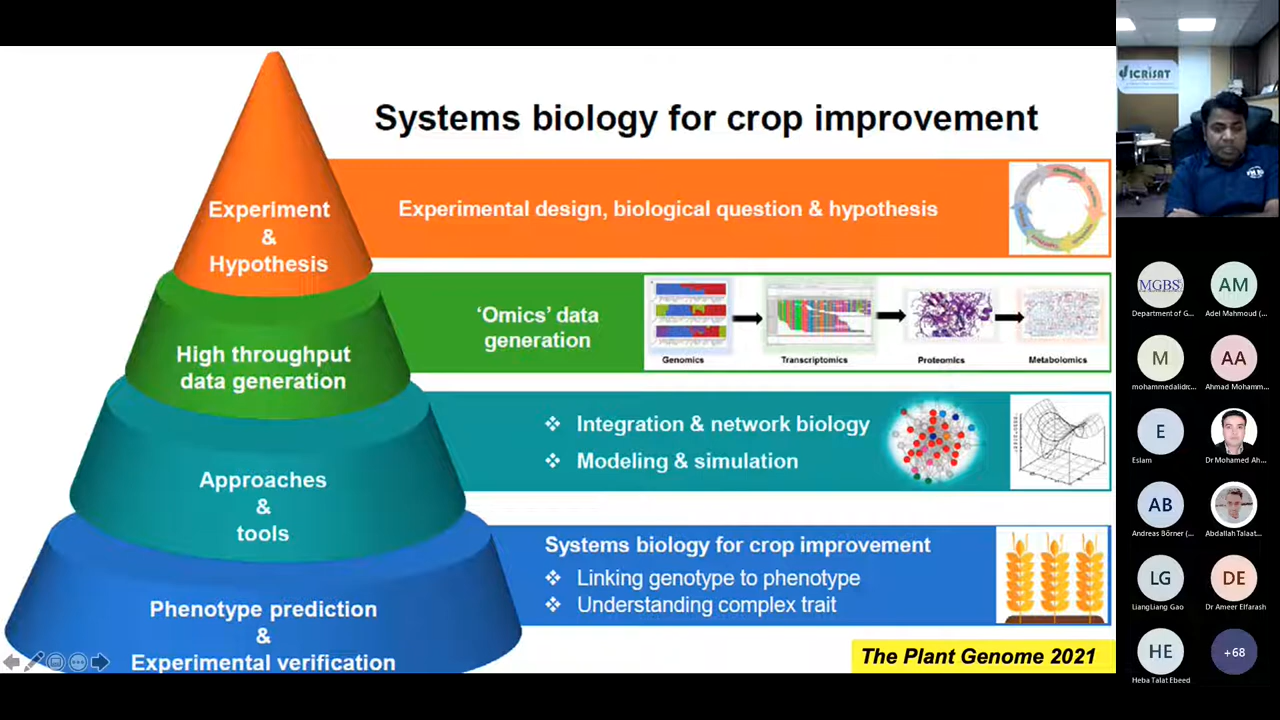 Systems biology for crop improvement
Experiment
&
Hypothesis
Experimental design, biological question & hypothesis
High throughput
data generation
‘Omics’ data
generation
Genomics
Transcriptomics
Proteomics
Metabolomics
Approaches
&
tools
❖ Integration & network biology
❖ Modeling & simulation
Phenotype prediction
&
Experimental verification
Systems biology for crop improvement
❖ Linking genotype to phenotype
❖ Understanding complex trait
The Plant Genome 2021
ICRISAT
MGBS
Department of G...
AM
Adel Mahmoud (...
M
mohammedalidrc...
AA
Ahmad Mohamm...
E
Eslam
Dr Mohamed Ah...
AB
Andreas Börner (...
Abdallah Talaat...
LG
LiangLiang Gao
DE
Dr Ameer Elfarash
HE
Heba Talat Ebeed
+68